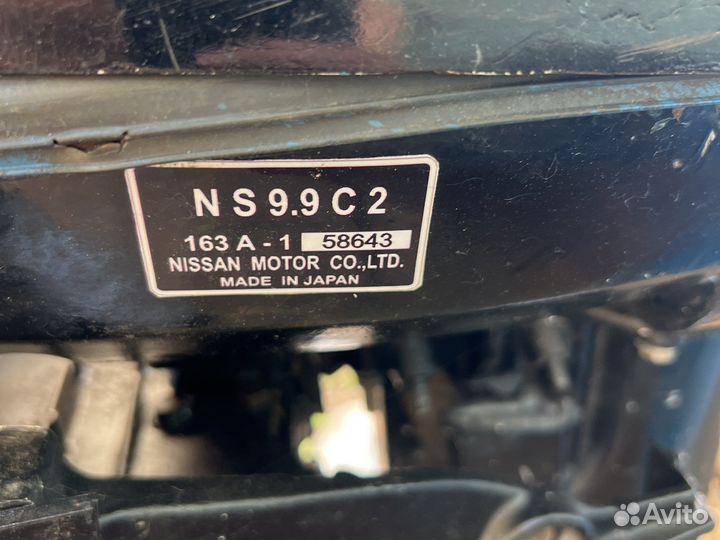 NS9.9C2
163A-1 58643
NISSAN MOTOR CO.,LTD.
MADE IN JAPAN
Avito